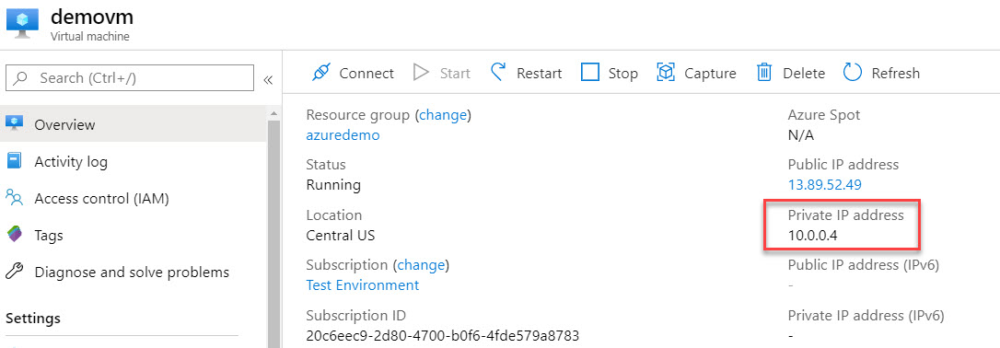 demovm
Virtual machine
Search (Ctrl+/)
«
Overview
Activity log
Access control (IAM)
Tags
Diagnose and solve problems
Settings
Connect
Start
Restart
Stop
Capture
Delete
Refresh
Resource group (change)
azuredemo
Status
Running
Location
Central US
Subscription (change)
Test Environment
Subscription ID
20c6eec9-2d80-4700-b0f6-4fde579a8783
Azure Spot
N/A
Public IP address
13.89.52.49
Private IP address
10.0.0.4
Public IP address (IPv6)
-
Private IP address (IPv6)
-